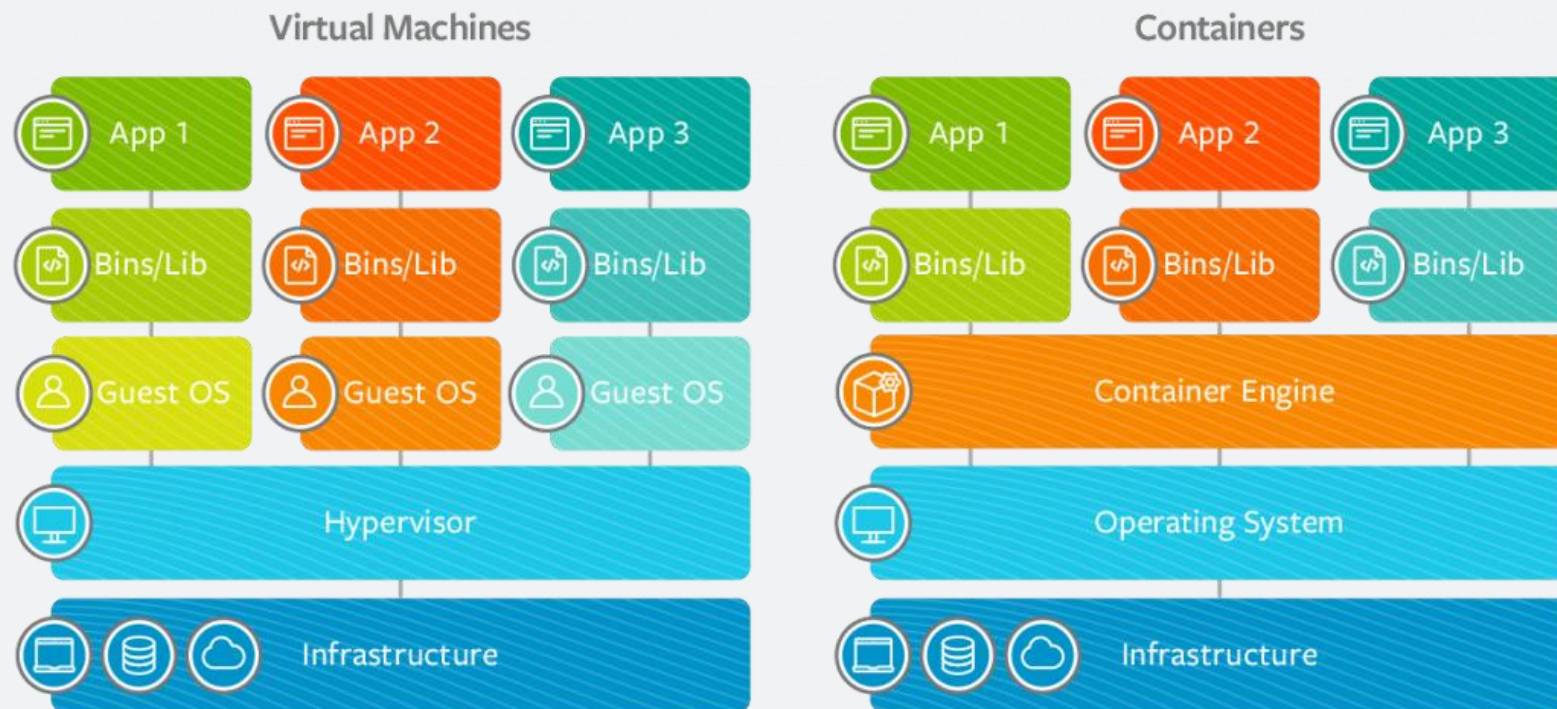 Virtual Machines
App 1
App 2
App 3
Bins/Lib
Bins/Lib
Bins/Lib
Guest OS
Guest OS
Guest OS
Hypervisor
Infrastructure
Containers
App 1
App 2
App 3
Bins/Lib
Bins/Lib
Bins/Lib
Container Engine
Operating System
Infrastructure